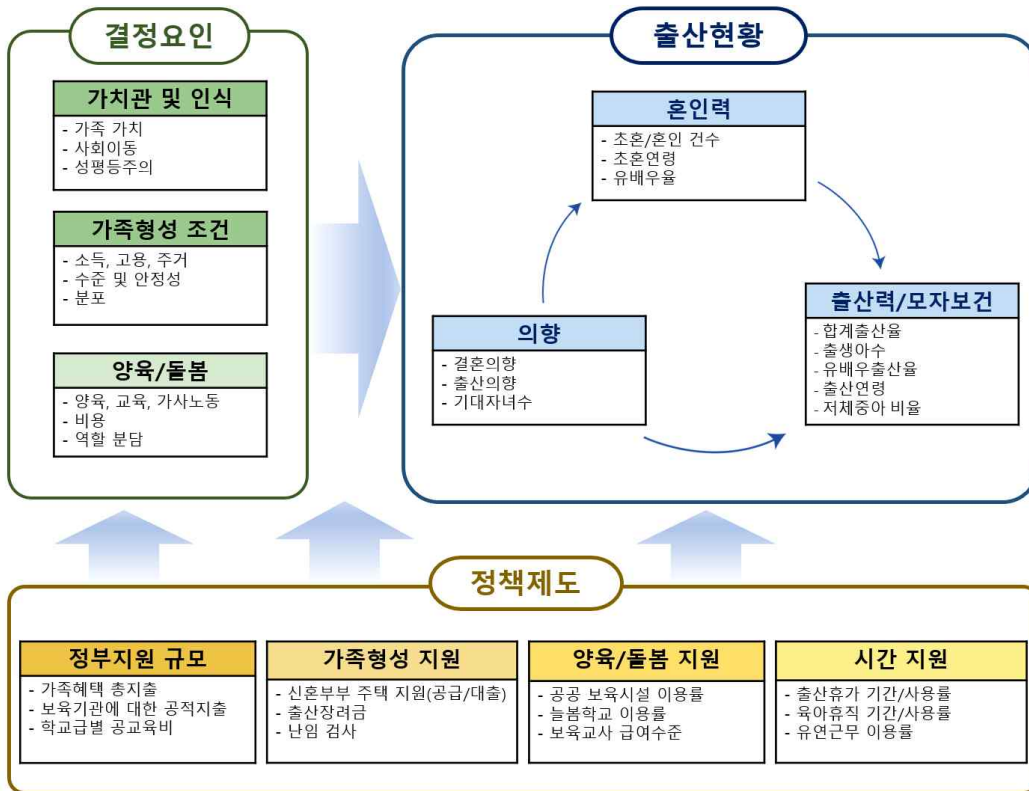 결정요인
가치관 및 인식
- 가족 가치
- 사회이동
- 성평등주의
가족형성 조건
- 소득, 고용, 주거
- 수준 및 안정성
- 분포
양육/돌봄
- 양육, 교육, 가사노동
- 비용
- 역할 분담
출산현황
혼인력
- 초혼/혼인 건수
- 초혼연령
- 유배우율
의향
- 결혼의향
- 출산의향
- 기대자녀수
출산력/모자보건
- 합계출산율
- 출생아수
- 유배우출산율
- 출산연령
- 저체중아 비율
정책제도
정부지원 규모
- 가족혜택 총지출
- 보육기관에 대한 공적지출
- 학교급별 공교육비
가족형성 지원
- 신혼부부 주택 지원(공급/대출)
- 출산장려금
- 난임 검사
양육/돌봄 지원
- 공공 보육시설 이용률
- 늘봄학교 이용률
- 보육교사 급여수준
시간 지원
- 출산휴가 기간/사용률
- 육아휴직 기간/사용률
- 유연근무 이용률